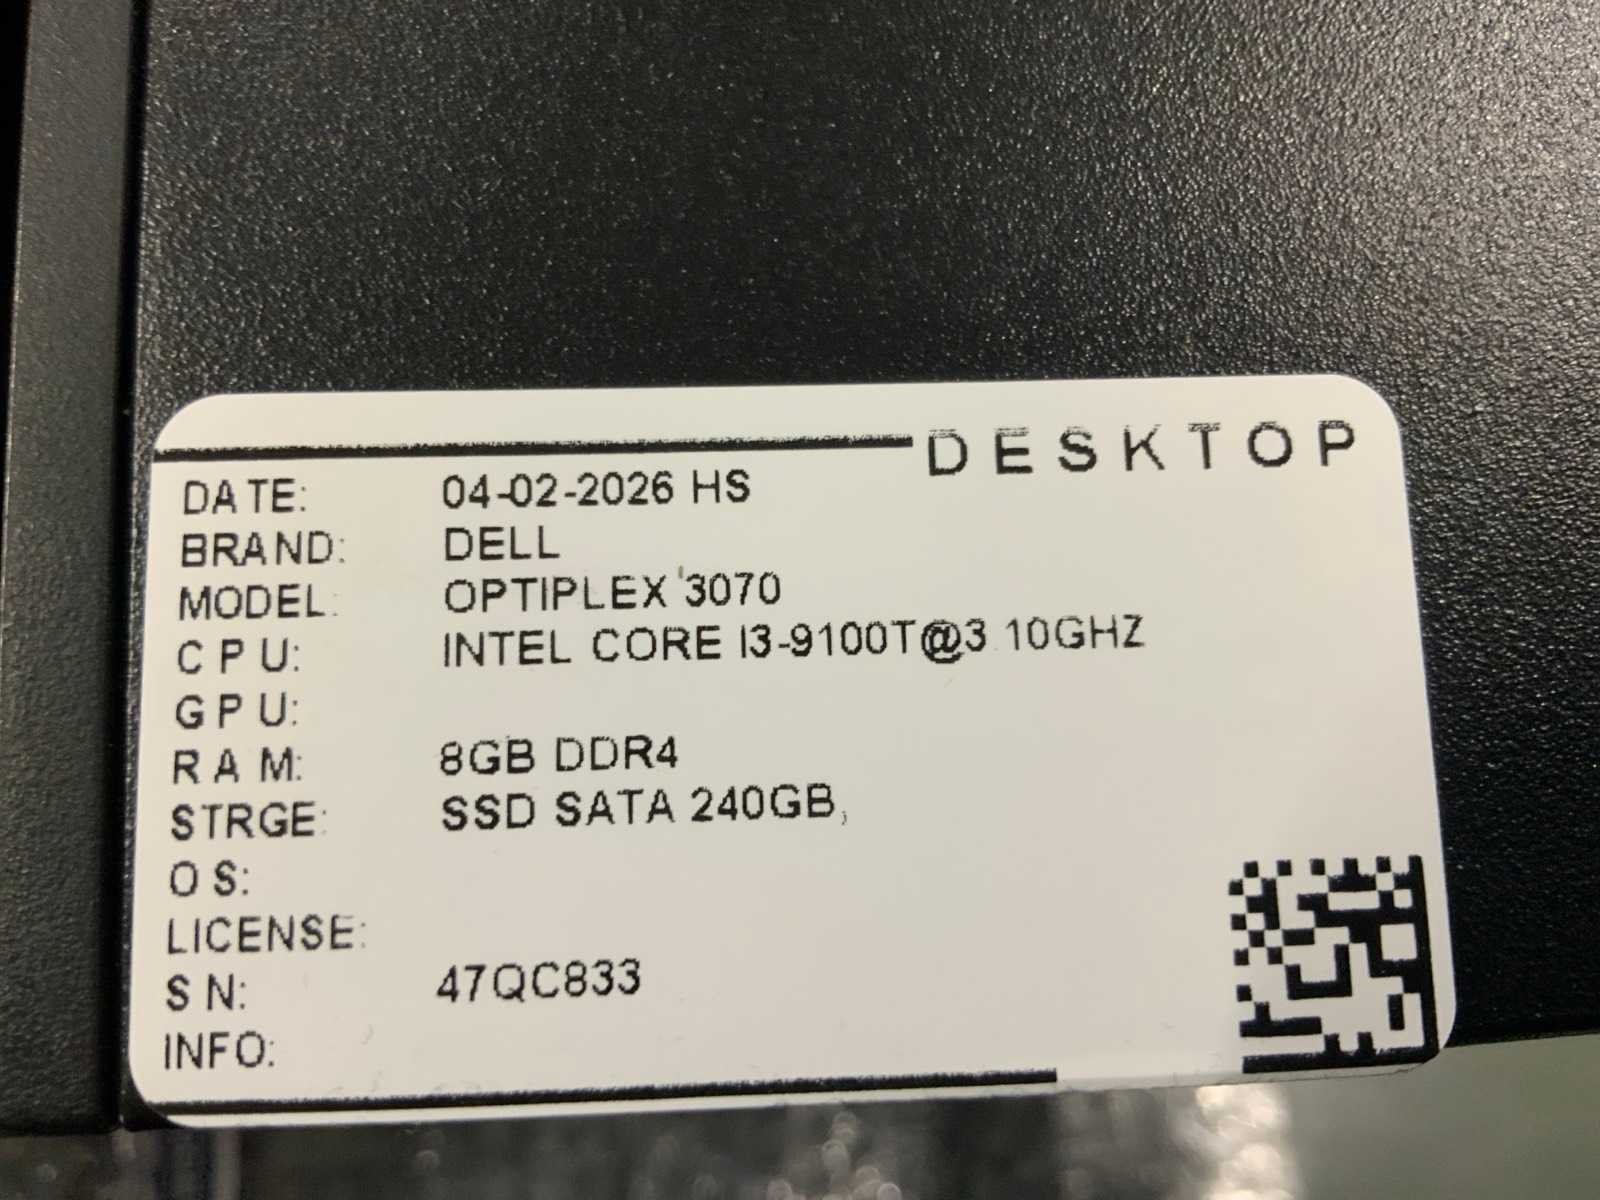 DESKTOP
DATE: 04-02-2026 HS
BRAND: DELL
MODEL: OPTIPLEX 3070
CPU: INTEL CORE I3-9100T@3.10GHZ
GPU:
RAM: 8GB DDR4
STRGE: SSD SATA 240GB,
OS:
LICENSE:
SN: 47QC833
INFO: